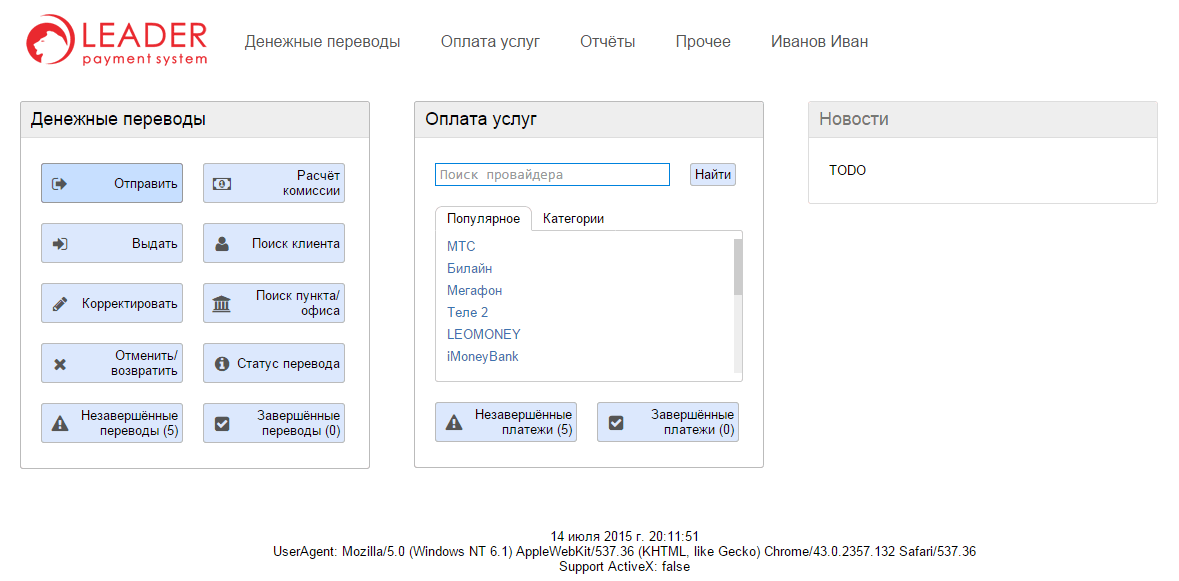 LEADER
payment system
Денежные переводы
Оплата услуг
Отчёты
Прочее
Иванов Иван
Денежные переводы
Отправить
Расчёт
комиссии
Выдать
Поиск клиента
Корректировать
Поиск пункта/
офиса
Отменить/
возвратить
Статус перевода
Незавершённые
переводы (5)
Завершённые
переводы (0)
Оплата услуг
Поиск провайдера
Найти
Популярное
Категории
МТС
Билайн
Мегафон
Теле 2
LEOMONEY
iMoneyBank
Незавершённые
платежи (5)
Завершённые
платежи (0)
Новости
TODO
14 июля 2015 г. 20:11:51
UserAgent: Mozilla/5.0 (Windows NT 6.1) AppleWebKit/537.36 (KHTML, like Gecko) Chrome/43.0.2357.132 Safari/537.36
Support ActiveX: false